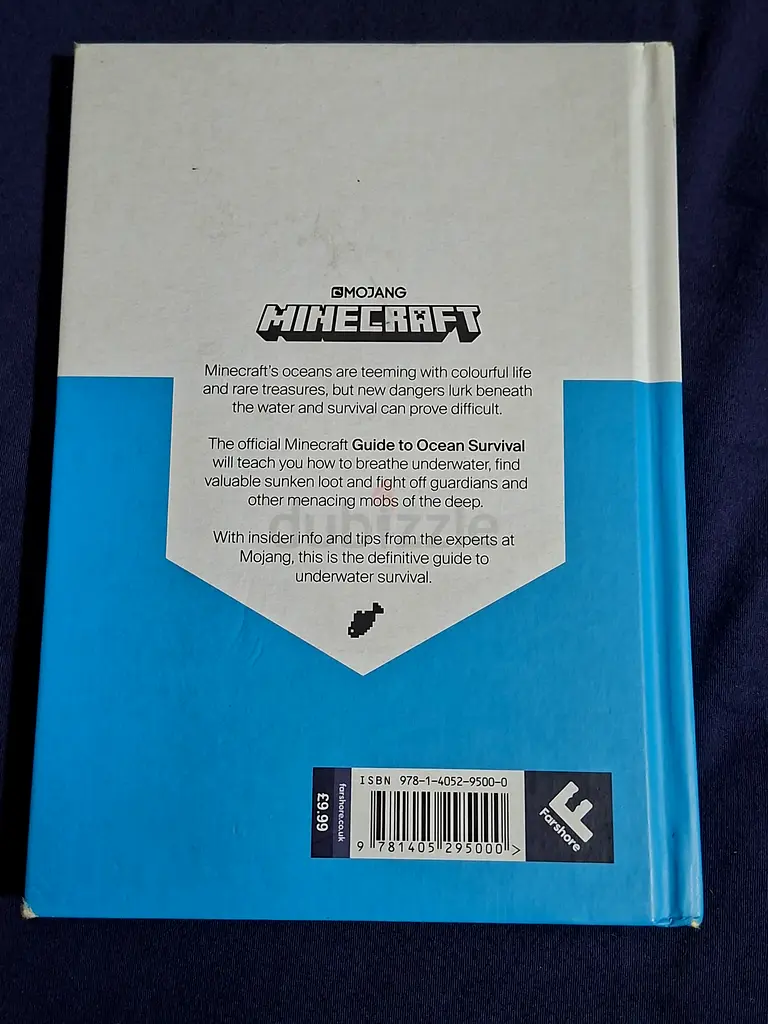 MOJANG
MINECRAFT
Minecraft's oceans are teeming with colourful life
and rare treasures, but new dangers lurk beneath
the water and survival can prove difficult.
The official Minecraft Guide to Ocean Survival
will teach you how to breathe underwater, find
valuable sunken loot and fight off guardians and
other menacing mobs of the deep.
dubizzle
With insider info and tips from the experts at
Mojang, this is the definitive guide to
underwater survival.
£9.99
farshore.co.uk
ISBN 978-1-4052-9500-0
9 781405 295000 >
Farshore